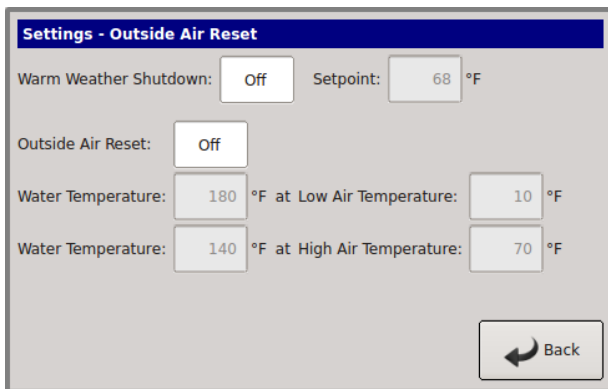 Settings - Outside Air Reset
Warm Weather Shutdown: Off Setpoint: 68 °F
Outside Air Reset: Off
Water Temperature: 180 °F at Low Air Temperature: 10 °F
Water Temperature: 140 °F at High Air Temperature: 70 °F
Back